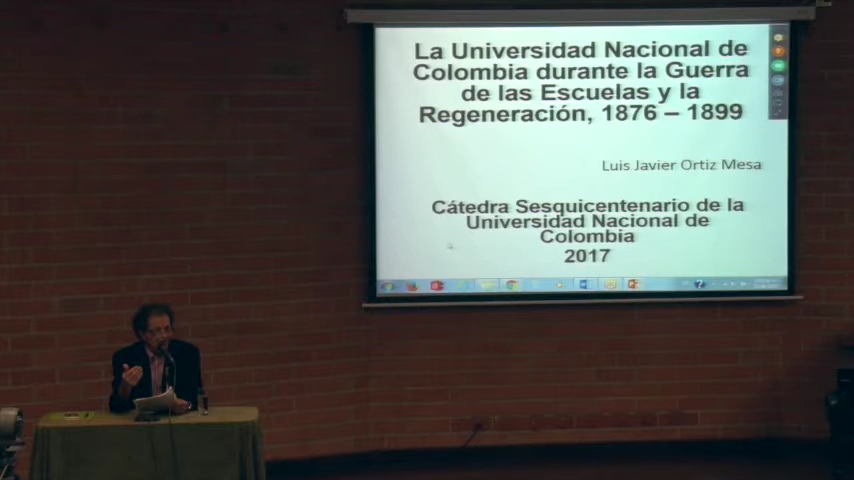 La Universidad Nacional de
Colombia durante la Guerra
de las Escuelas y la
Regeneración, 1876 – 1899
Luis Javier Ortiz Mesa
Cátedra Sesquicentenario de la
Universidad Nacional de
Colombia
2017